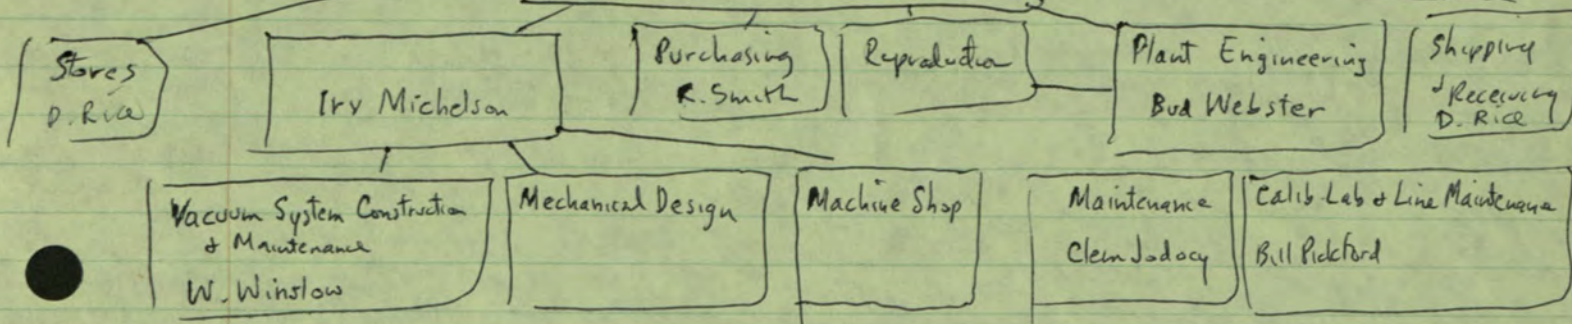 Stores
D. Rice
Irv Michelson
Purchasing
R. Smith
Reproduction
Plant Engineering
Bud Webster
Shipping
& Receiving
D. Rice
Vacuum System Construction
& Maintenance
W. Winslow
Mechanical Design
Machine Shop
Maintenance
Clem Jodocy
Calib Lab & Line Maintenance
Bill Pickford